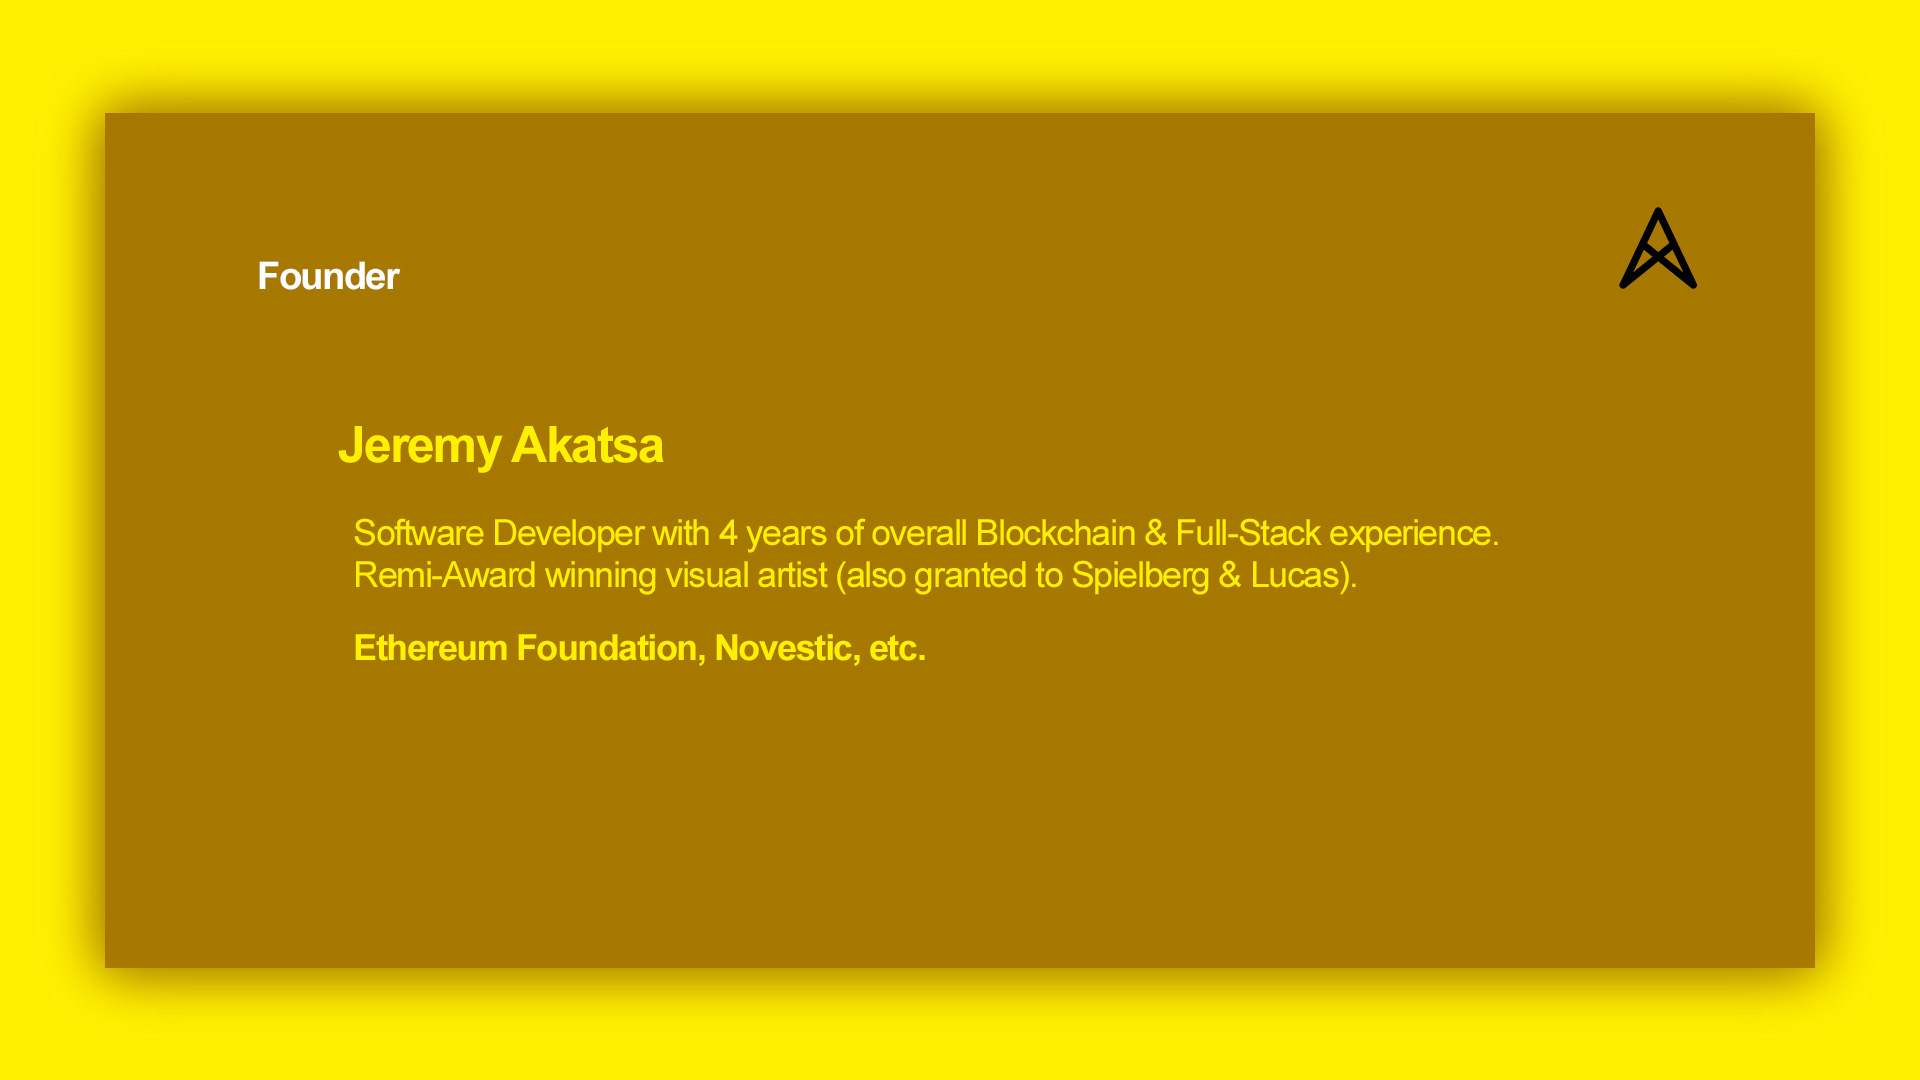 Founder
Jeremy Akatsa
Software Developer with 4 years of overall Blockchain & Full-Stack experience.
Remi-Award winning visual artist (also granted to Spielberg & Lucas).
Ethereum Foundation, Novestic, etc.